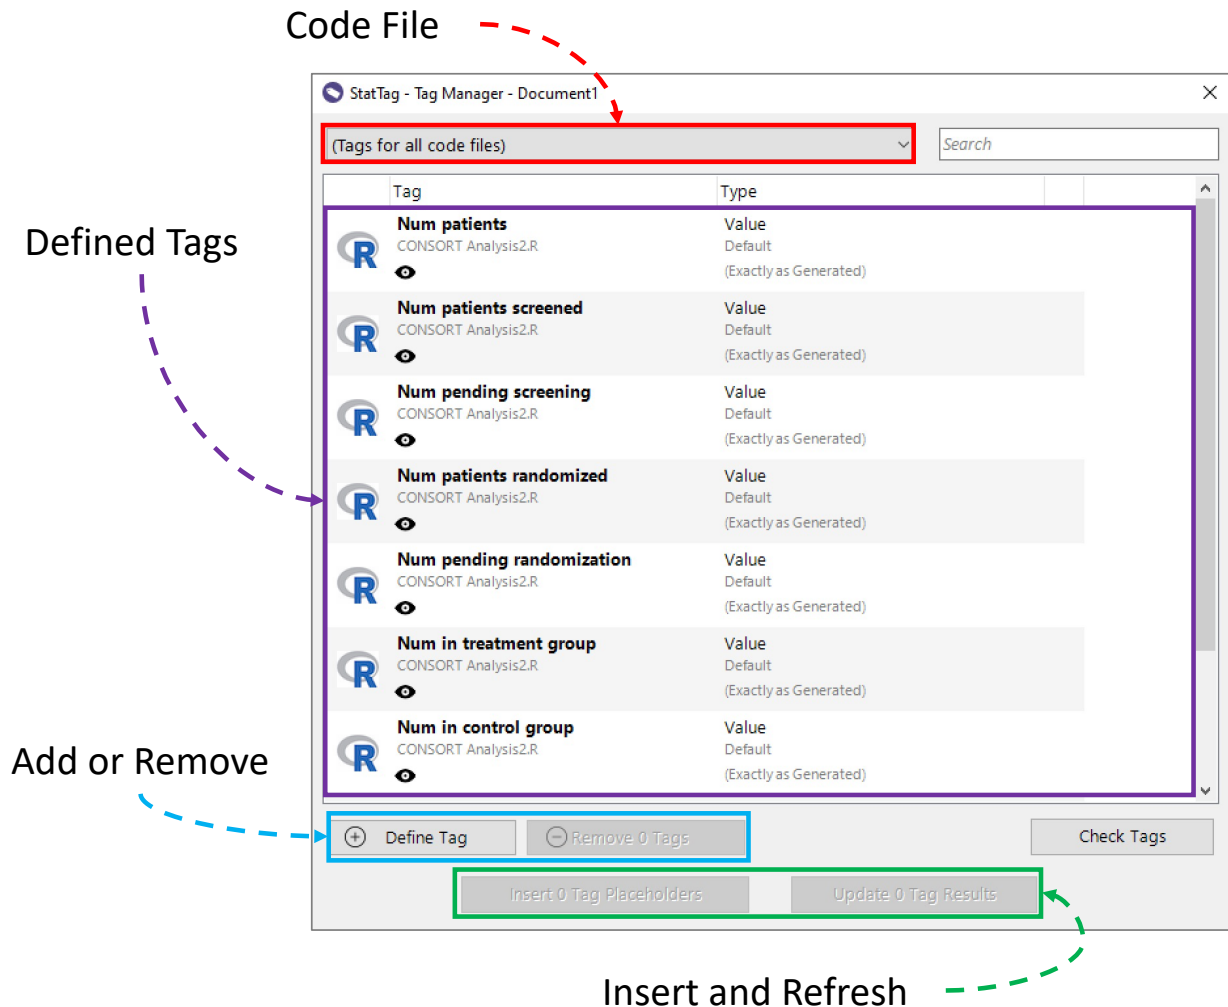 Code File
StatTag - Tag Manager - Document1
(Tags for all code files)
Search
Tag Type
Defined Tags
Num patients Value
CONSORT Analysis2.R Default
(Exactly as Generated)
Num patients screened Value
CONSORT Analysis2.R Default
(Exactly as Generated)
Num pending screening Value
CONSORT Analysis2.R Default
(Exactly as Generated)
Num patients randomized Value
CONSORT Analysis2.R Default
(Exactly as Generated)
Num pending randomization Value
CONSORT Analysis2.R Default
(Exactly as Generated)
Num in treatment group Value
CONSORT Analysis2.R Default
(Exactly as Generated)
Num in control group Value
CONSORT Analysis2.R Default
(Exactly as Generated)
Add or Remove
Define Tag Remove 0 Tags Check Tags
Insert 0 Tag Placeholders Update 0 Tag Results
Insert and Refresh